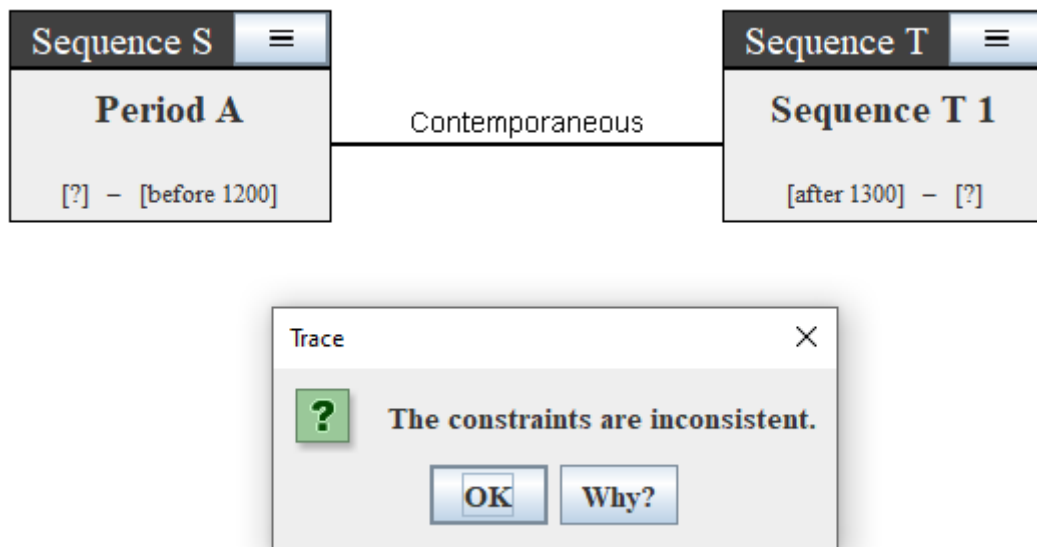 Sequence S ≡
Sequence T ≡
Period A
Contemporaneous
Sequence T 1
[?] – [before 1200]
[after 1300] – [?]
Trace
The constraints are inconsistent.
OK Why?